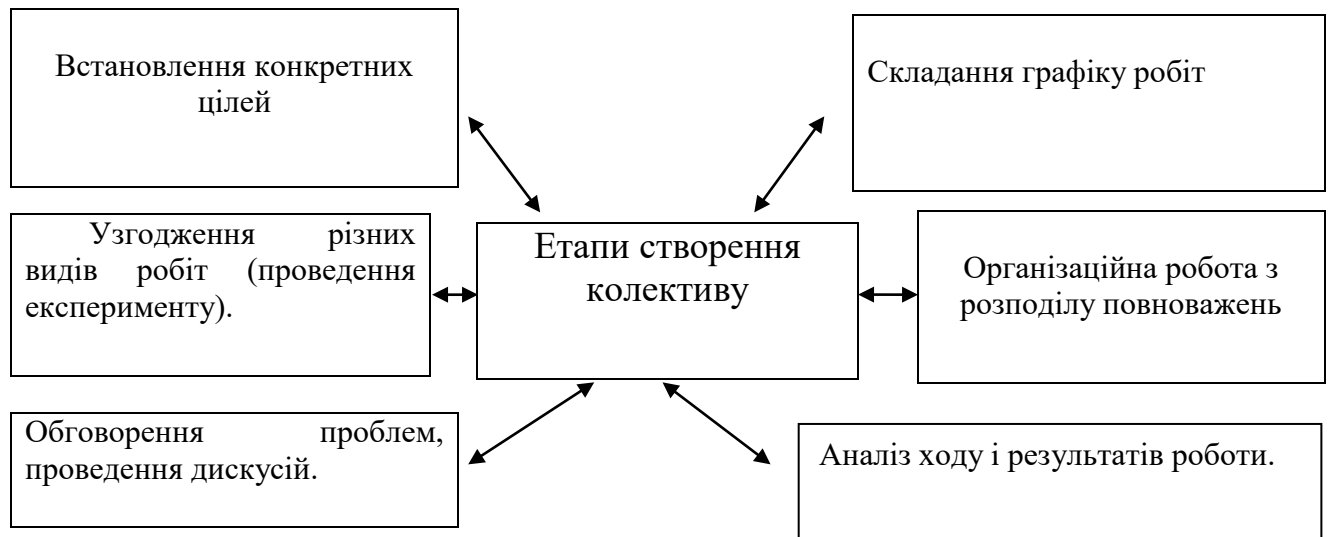 Встановлення конкретних
цілей
Складання графіку робіт
Узгодження різних
видів робіт (проведення
експерименту).
Етапи створення
колективу
Організаційна робота з
розподілу повноважень
Обговорення проблем,
проведення дискусій.
Аналіз ходу і результатів роботи.